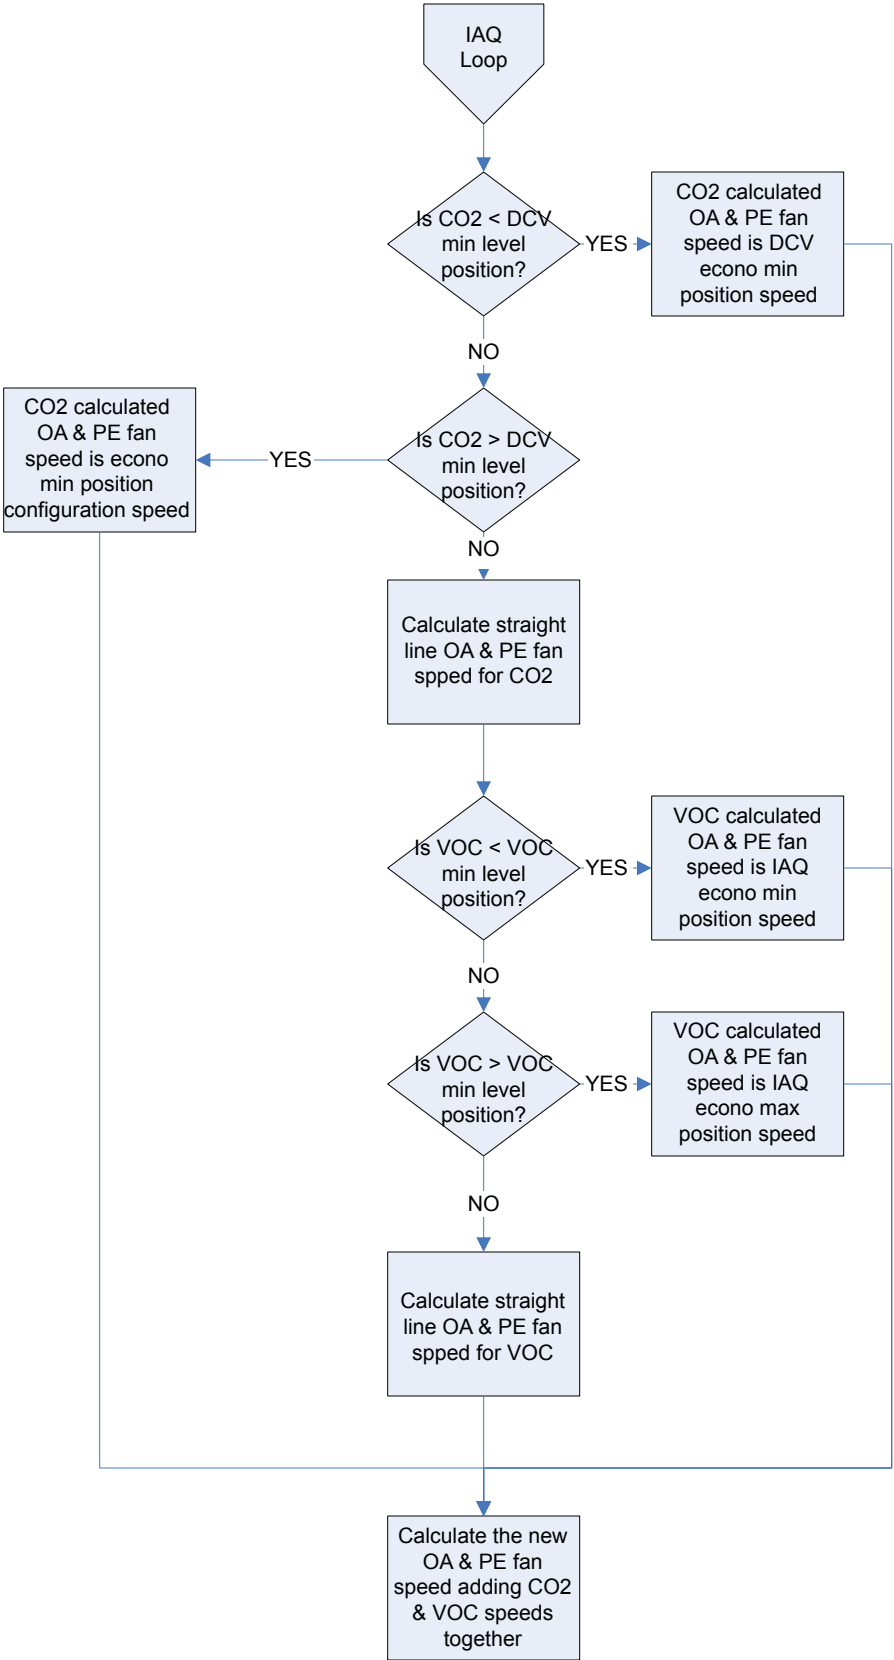 IAQ
Loop
Is CO2 < DCV
min level
position?
YES
CO2 calculated
OA & PE fan
speed is DCV
econo min
position speed
NO
CO2 calculated
OA & PE fan
speed is econo
min position
configuration speed
YES
Is CO2 > DCV
min level
position?
NO
Calculate straight
line OA & PE fan
spped for CO2
Is VOC < VOC
min level
position?
YES
VOC calculated
OA & PE fan
speed is IAQ
econo min
position speed
NO
Is VOC > VOC
min level
position?
YES
VOC calculated
OA & PE fan
speed is IAQ
econo max
position speed
NO
Calculate straight
line OA & PE fan
spped for VOC
Calculate the new
OA & PE fan
speed adding CO2
& VOC speeds
together